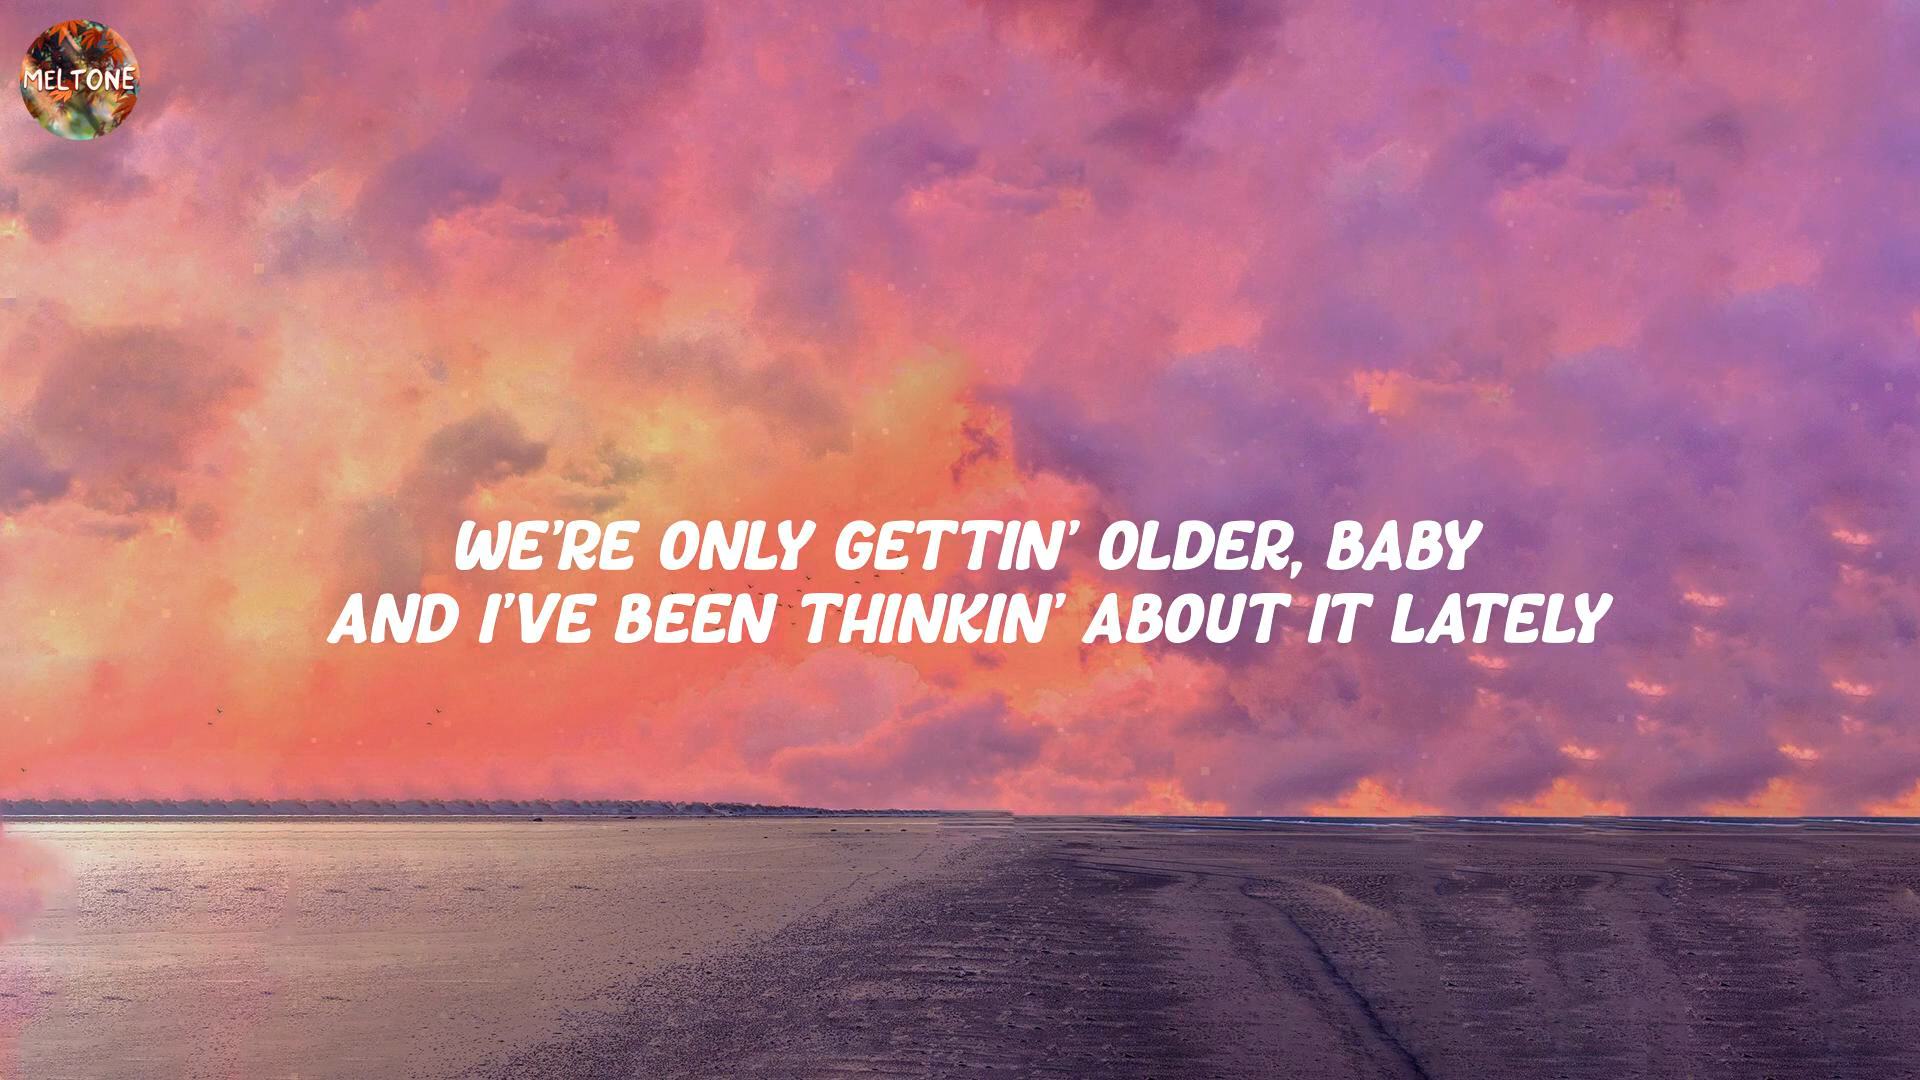 MELTONE
WE'RE ONLY GETTIN' OLDER, BABY
AND I'VE BEEN THINKIN' ABOUT IT LATELY